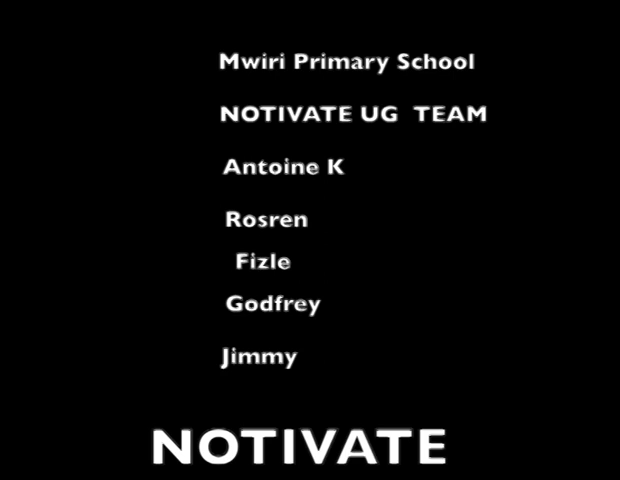 Mwiri Primary School
NOTIVATE UG TEAM
Antoine K
Rosren
Fizle
Godfrey
Jimmy
NOTIVATE